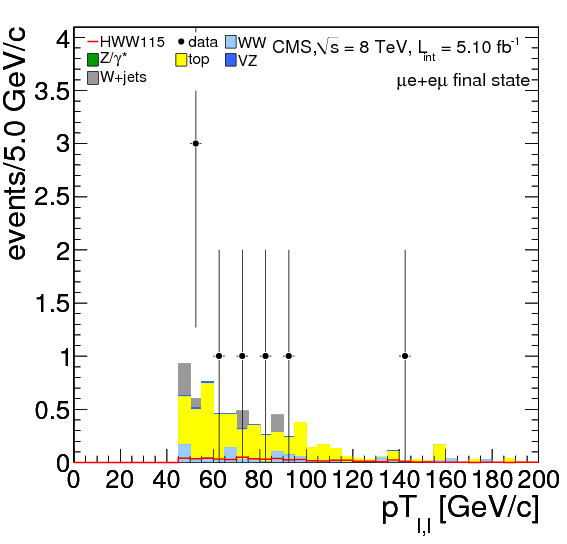 HWW115 data WW
Z/γ* top VZ
W+jets
CMS,√s = 8 TeV, L_int = 5.10 fb⁻¹
μe+eμ final state
events/5.0 GeV/c
4
3.5
3
2.5
2
1.5
1
0.5
0
0 20 40 60 80 100 120 140 160 180 200
pT_l,l [GeV/c]